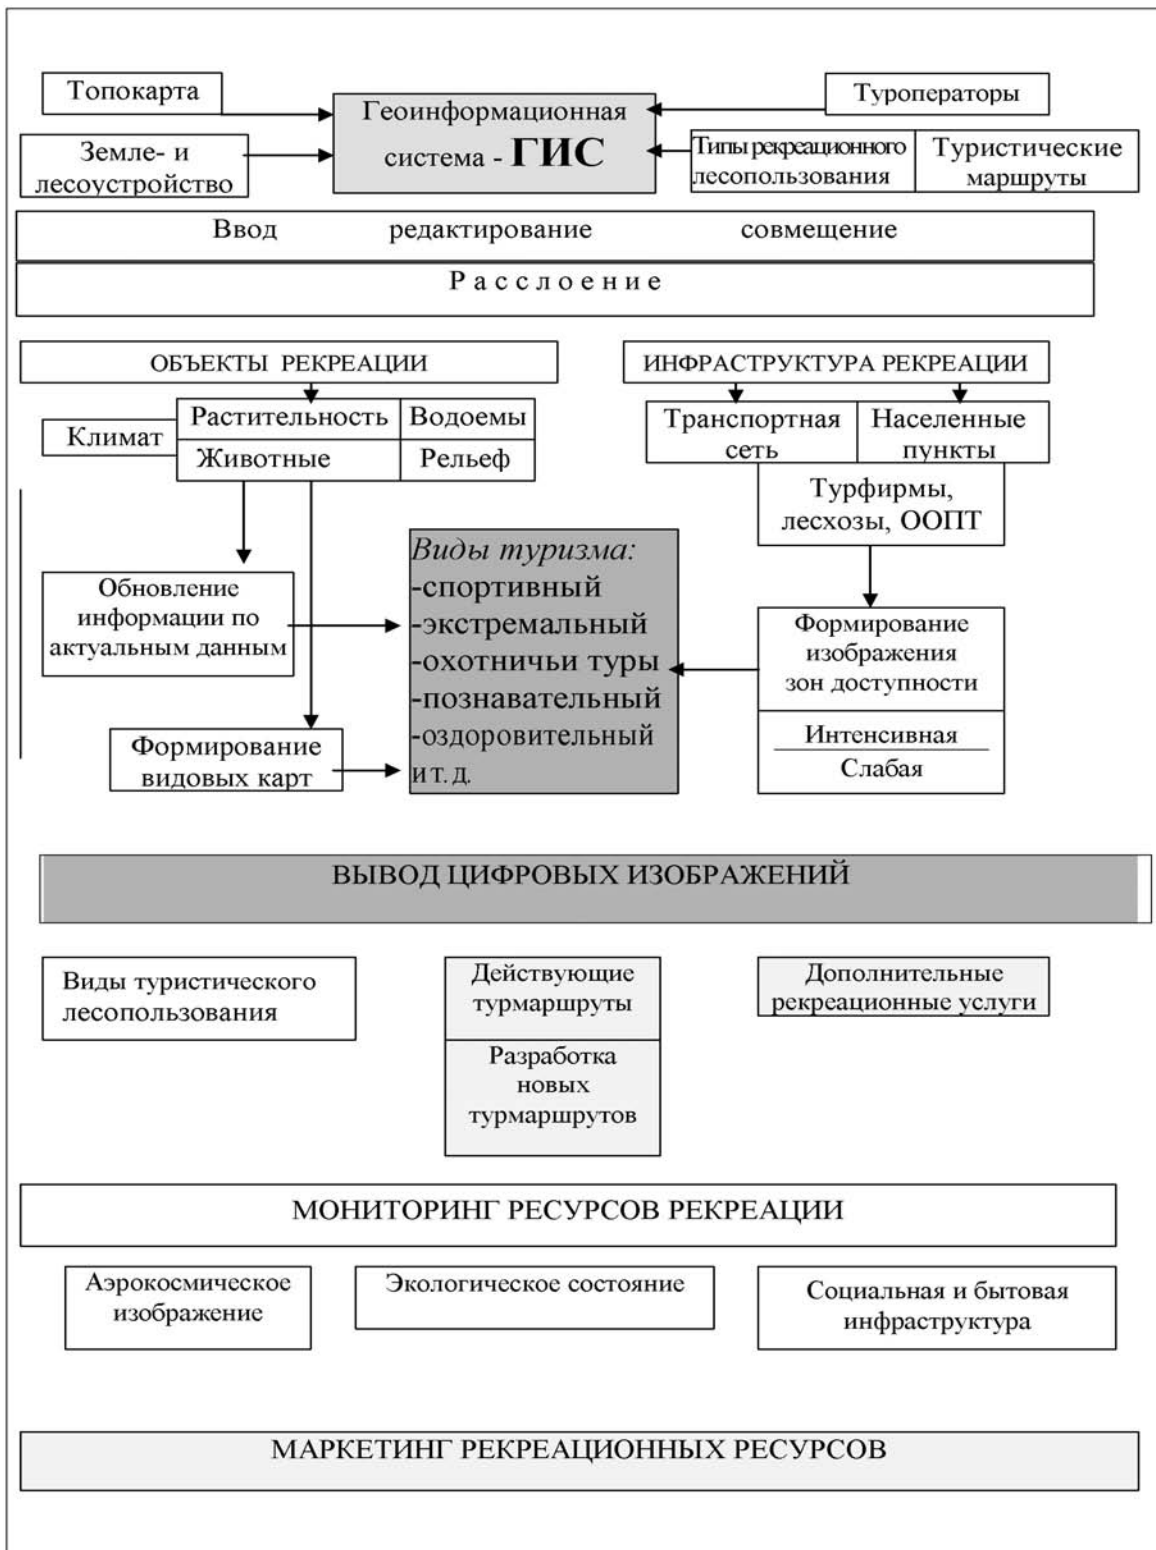 Топокарта
Геоинформационная
система - ГИС
Туроператоры
Земле- и
лесоустройство
Типы рекреационного
лесопользования
Туристические
маршруты
Ввод редактирование совмещение
Р а с с л о е н и е
ОБЪЕКТЫ РЕКРЕАЦИИ
ИНФРАСТРУКТУРА РЕКРЕАЦИИ
Климат
Растительность
Водоемы
Животные
Рельеф
Транспортная
сеть
Населенные
пункты
Турфирмы,
лесхозы, ООПТ
Обновление
информации по
актуальным данным
Формирование
видовых карт
Виды туризма:
-спортивный
-экстремальный
-охотничьи туры
-познавательный
-оздоровительный
и т. д.
Формирование
изображения
зон доступности
Интенсивная
Слабая
ВЫВОД ЦИФРОВЫХ ИЗОБРАЖЕНИЙ
Виды туристического
лесопользования
Действующие
турмаршруты
Разработка
новых
турмаршрутов
Дополнительные
рекреационные услуги
МОНИТОРИНГ РЕСУРСОВ РЕКРЕАЦИИ
Аэрокосмическое
изображение
Экологическое состояние
Социальная и бытовая
инфраструктура
МАРКЕТИНГ РЕКРЕАЦИОННЫХ РЕСУРСОВ